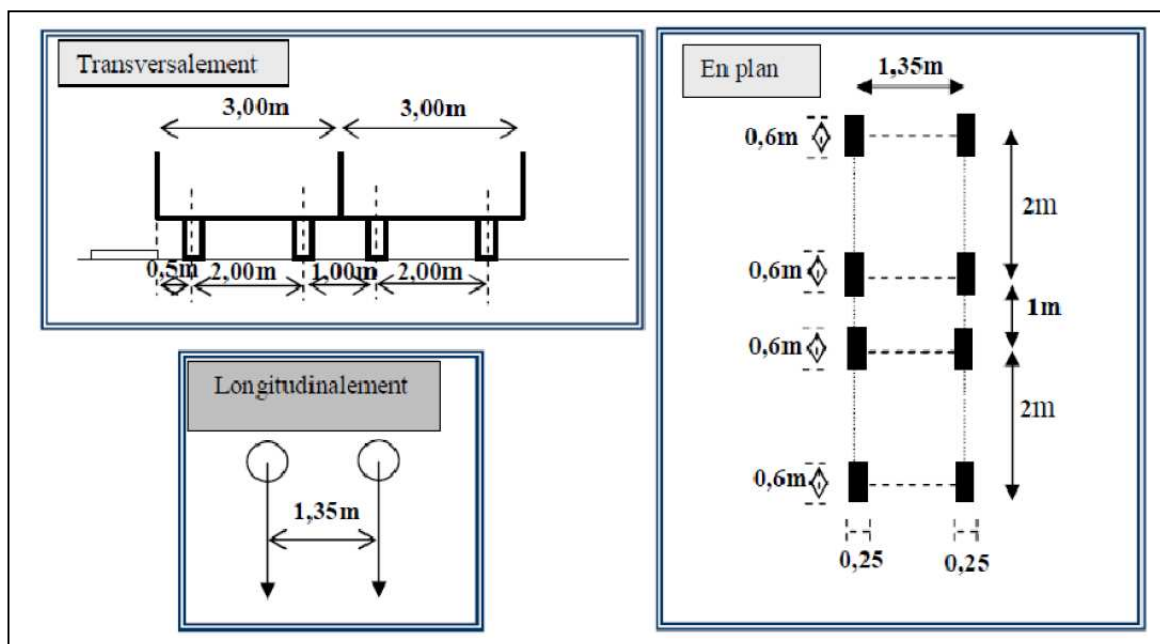 Transversalement
3,00m 3,00m
0,5m 2,00m 1,00m 2,00m
Longitudinalement
1,35m
En plan
1,35m
0,6m
2m
0,6m
1m
0,6m
2m
0,6m
0,25 0,25